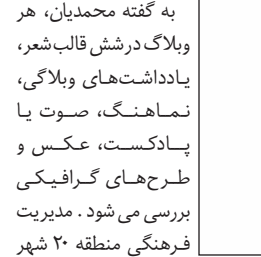 به گفته محمدیان، هر
وبلاگ درشش قالب‌شعر،
یادداشت‌های وبلاگی،
نماهنگ، صوت یا
پادکست، عکس و
طرح‌های گرافیکی
بررسی می شود . مدیریت
فرهنگی منطقه ۲۰ شهر